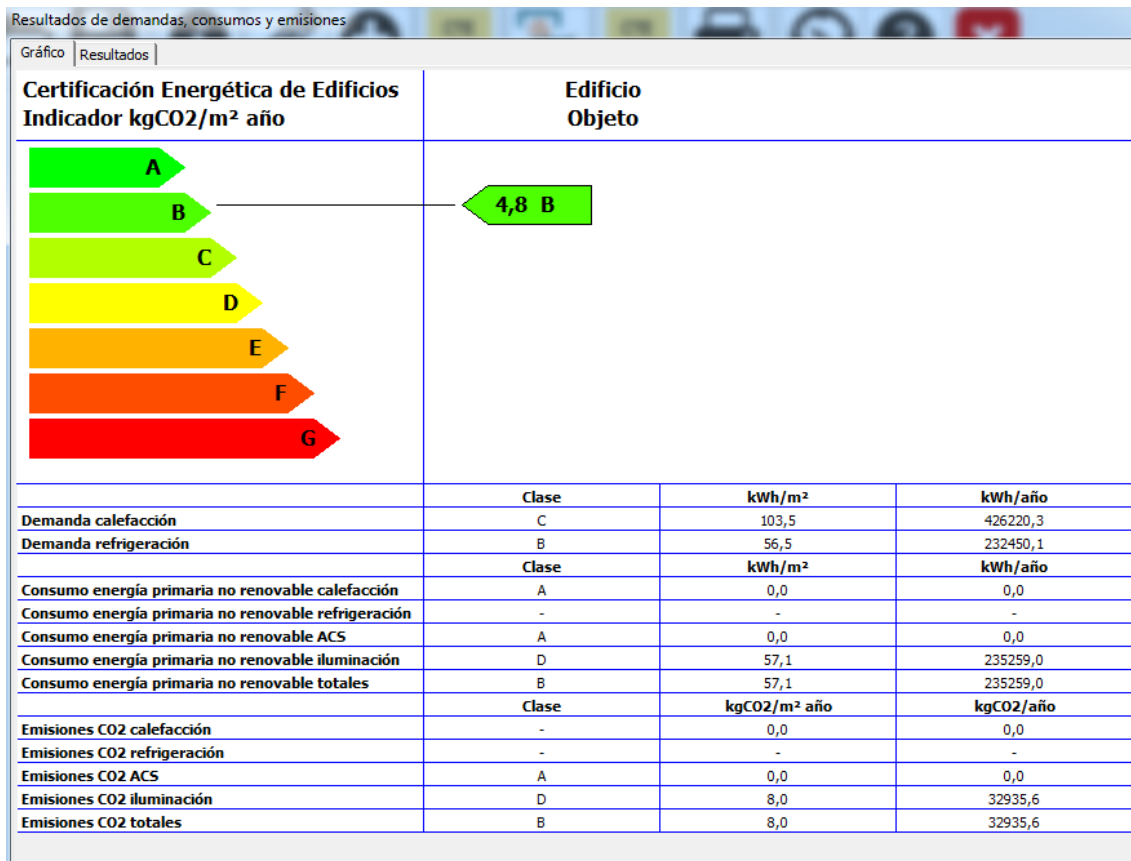 Resultados de demandas, consumos y emisiones
Gráfico Resultados
Certificación Energética de Edificios
Indicador kgCO2/m² año
Edificio
Objeto
A
B
4,8 B
C
D
E
F
G
Clase kWh/m² kWh/año
Demanda calefacción C 103,5 426220,3
Demanda refrigeración B 56,5 232450,1
Clase kWh/m² kWh/año
Consumo energía primaria no renovable calefacción A 0,0 0,0
Consumo energía primaria no renovable refrigeración - - -
Consumo energía primaria no renovable ACS A 0,0 0,0
Consumo energía primaria no renovable iluminación D 57,1 235259,0
Consumo energía primaria no renovable totales B 57,1 235259,0
Clase kgCO2/m² año kgCO2/año
Emisiones CO2 calefacción - 0,0 0,0
Emisiones CO2 refrigeración - - -
Emisiones CO2 ACS A 0,0 0,0
Emisiones CO2 iluminación D 8,0 32935,6
Emisiones CO2 totales B 8,0 32935,6